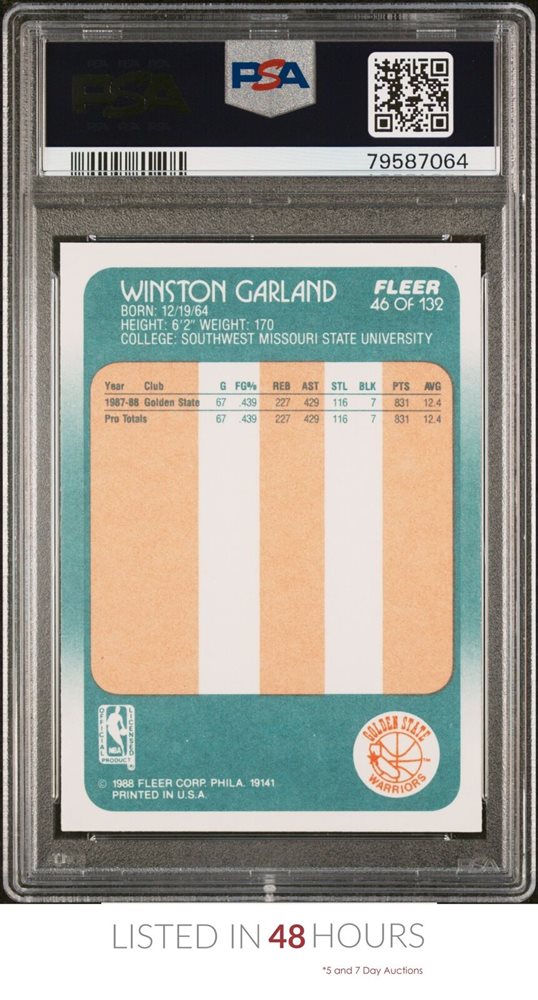 PSA
79587064
WINSTON GARLAND
FLEER
46 OF 132
BORN: 12/19/64
HEIGHT: 6'2" WEIGHT: 170
COLLEGE: SOUTHWEST MISSOURI STATE UNIVERSITY
Year Club G FG% REB AST STL BLK PTS AVG
1987-88 Golden State 67 .439 227 429 116 7 831 12.4
Pro Totals 67 .439 227 429 116 7 831 12.4
OFFICIAL LICENSED
NBA
PRODUCT
GOLDEN STATE
WARRIORS
© 1988 FLEER CORP. PHILA. 19141
PRINTED IN U.S.A.
PSA
LISTED IN 48 HOURS
*5 and 7 Day Auctions